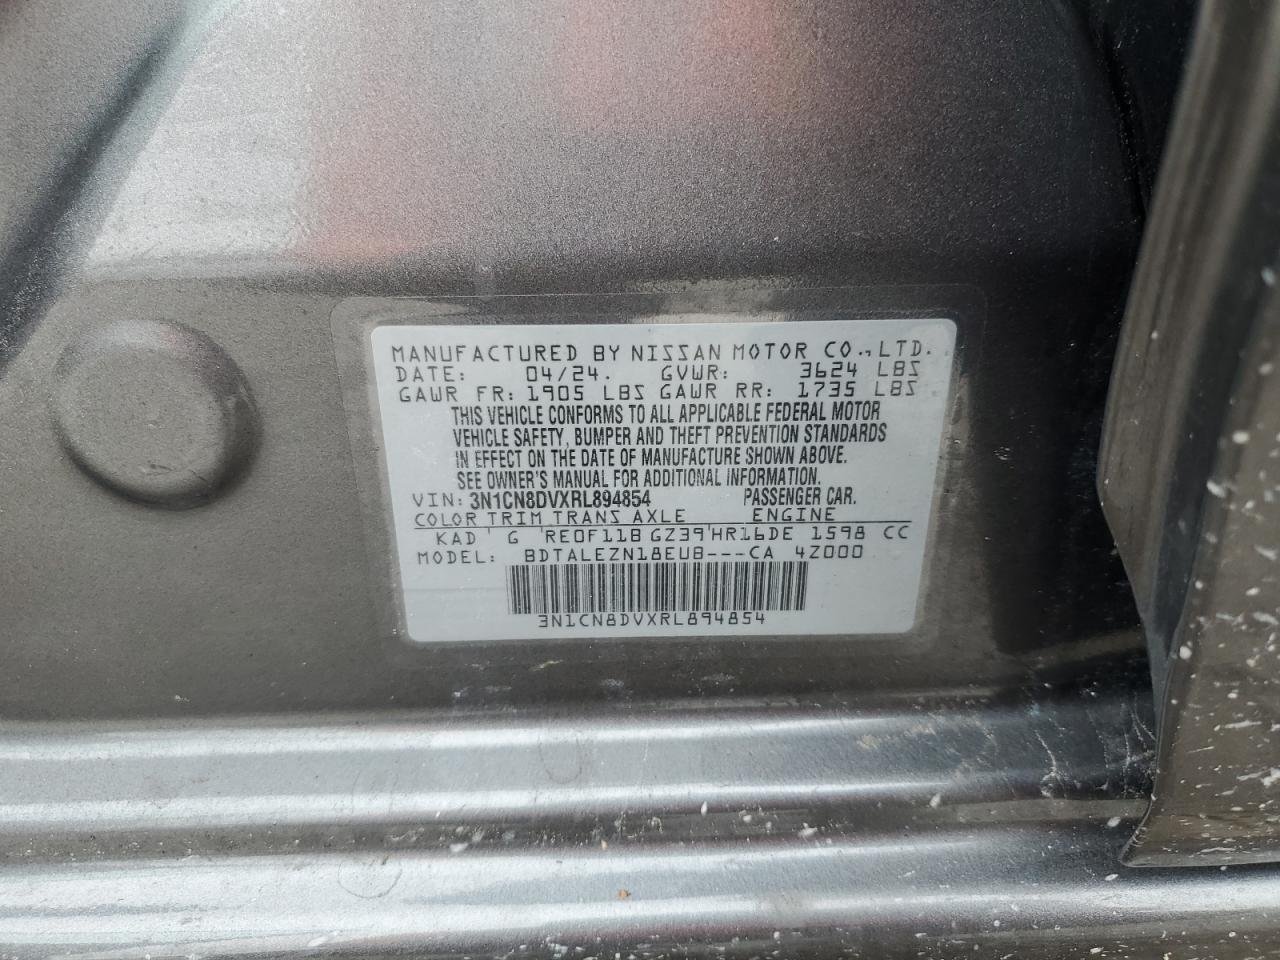 MANUFACTURED BY NISSAN MOTOR CO., LTD.
DATE: 04/24. GVWR: 3624 LBS
GAWR FR: 1905 LBS GAWR RR: 1735 LBS
THIS VEHICLE CONFORMS TO ALL APPLICABLE FEDERAL MOTOR
VEHICLE SAFETY, BUMPER AND THEFT PREVENTION STANDARDS
IN EFFECT ON THE DATE OF MANUFACTURE SHOWN ABOVE.
SEE OWNER'S MANUAL FOR ADDITIONAL INFORMATION.
VIN: 3N1CN8DVXRL894854 PASSENGER CAR.
COLOR TRIM TRANS AXLE ENGINE
KAD ' G 'RE0F11B GZ39'HR16DE 1598 CC
MODEL: BDTALEZN18EUB---CA 4Z000
3N1CN8DVXRL894854